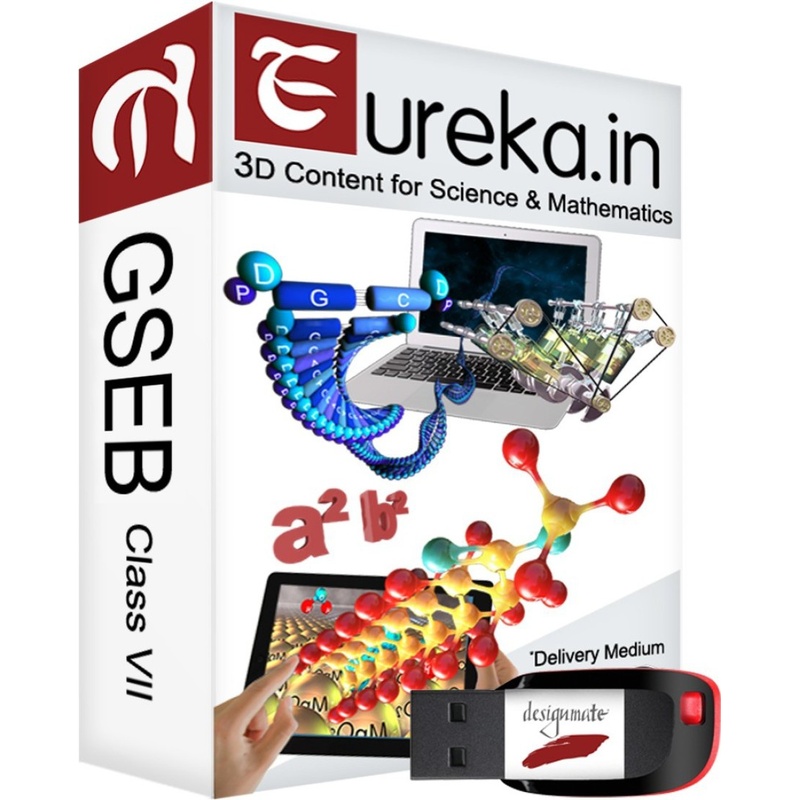 Eureka.in
3D Content for Science & Mathematics
GSEB Class VII
D
P
G
C
D
a² b²
*Delivery Medium
designmate